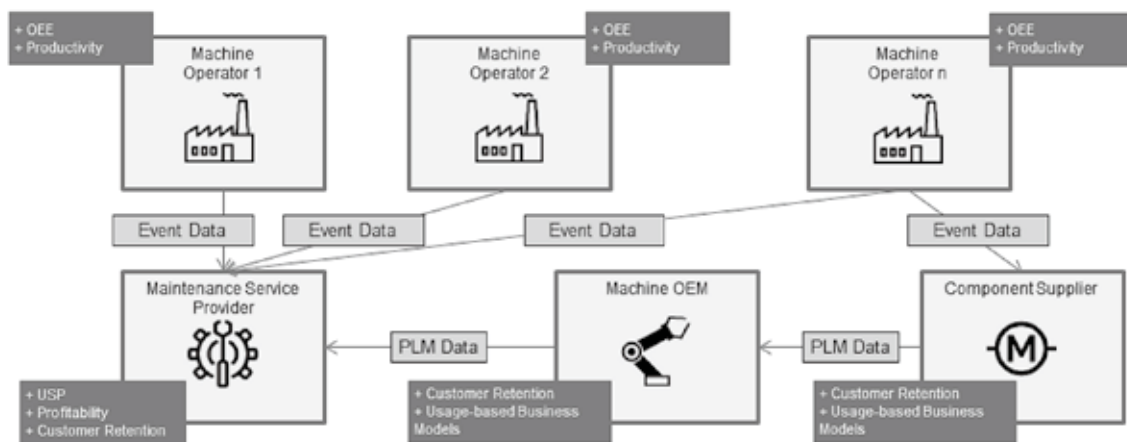 + OEE
+ Productivity
Machine
Operator 1
+ OEE
+ Productivity
Machine
Operator 2
+ OEE
+ Productivity
Machine
Operator n
Event Data
Event Data
Event Data
Event Data
Maintenance Service
Provider
Machine OEM
Component Supplier
M
PLM Data
PLM Data
+ USP
+ Profitability
+ Customer Retention
+ Customer Retention
+ Usage-based Business
Models
+ Customer Retention
+ Usage-based Business
Models